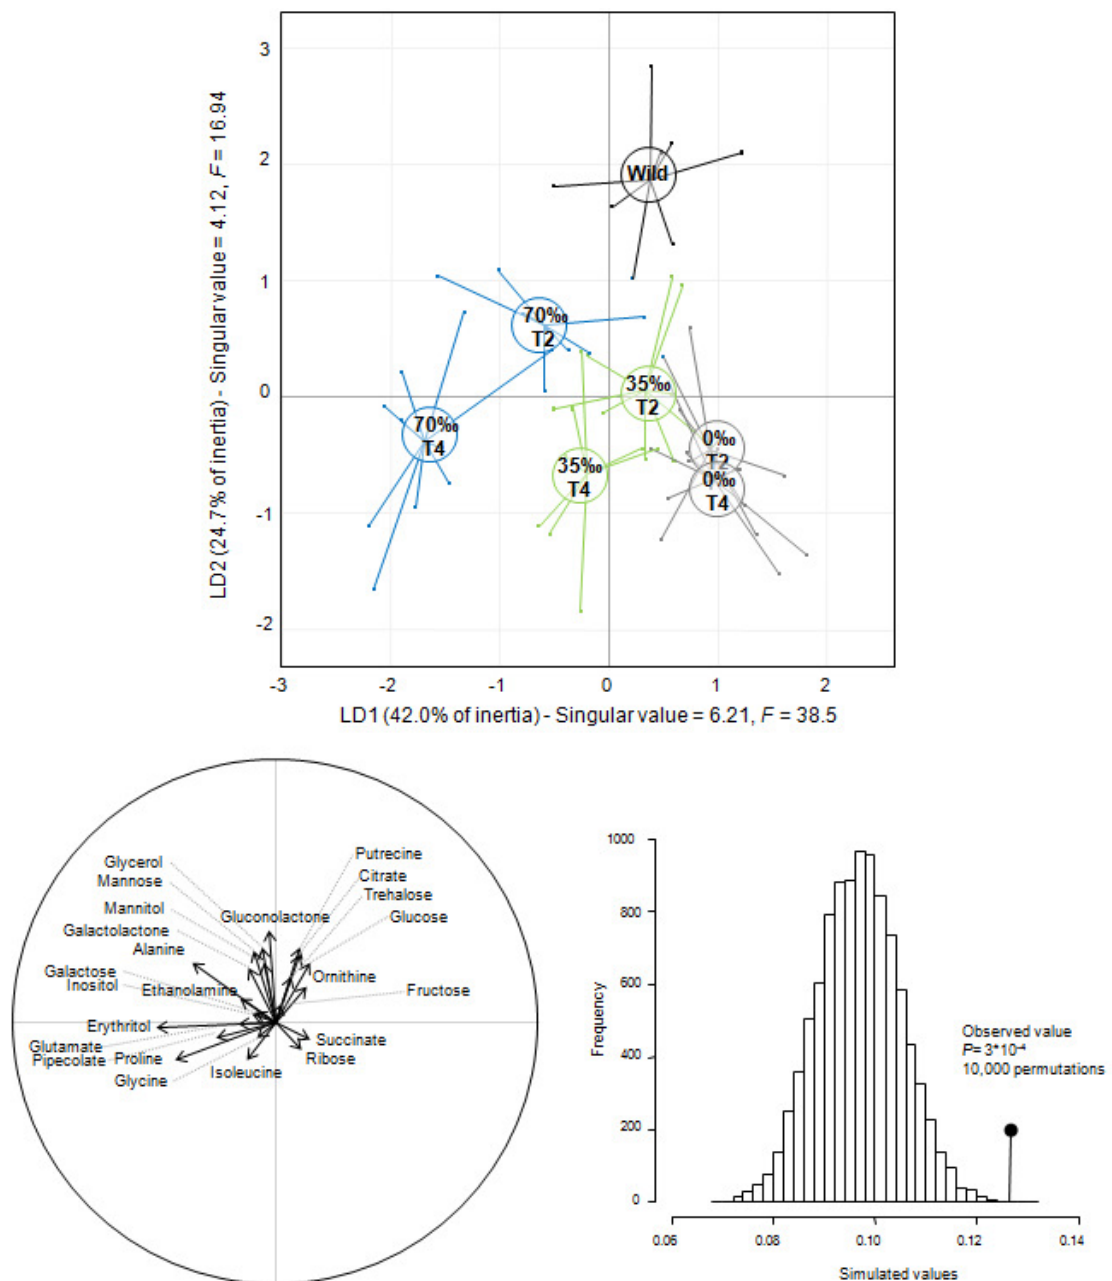 3
2
1
0
-1
-2
LD2 (24.7% of inertia) - Singular value = 4.12, F = 16.94
Wild
70‰
T2
35‰
T2
70‰
T4
0‰
T2
35‰
T4
0‰
T4
-3 -2 -1 0 1 2
LD1 (42.0% of inertia) - Singular value = 6.21, F = 38.5
Glycerol
Mannose
Mannitol
Galactolactone
Alanine
Galactose
Inositol
Erythritol
Glutamate
Pipecolate
Proline
Glycine
Gluconolactone
Ethanolamine
Isoleucine
Putrecine
Citrate
Trehalose
Glucose
Ornithine
Fructose
Succinate
Ribose
1000
800
600
400
200
0
Frequency
Observed value
P= 3*10⁻⁴
10,000 permutations
0.06 0.08 0.10 0.12 0.14
Simulated values